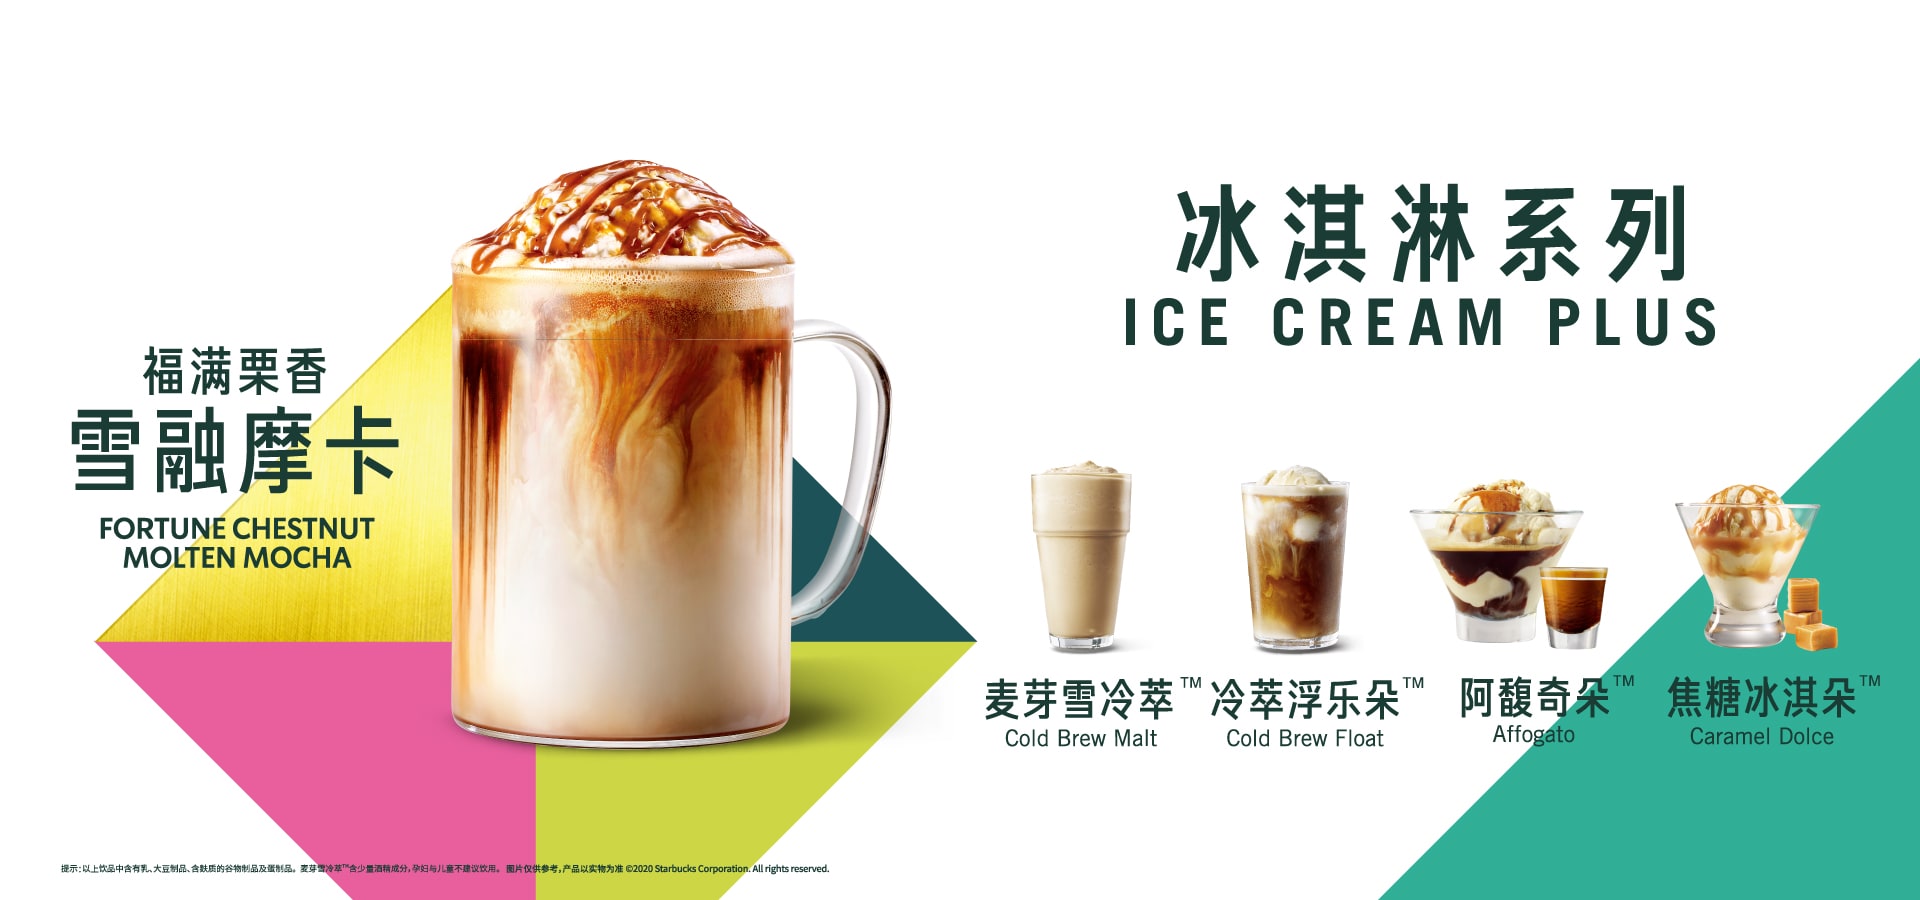 福满栗香
雪融摩卡
FORTUNE CHESTNUT
MOLTEN MOCHA
冰淇淋系列
ICE CREAM PLUS
麦芽雪冷萃™
Cold Brew Malt
冷萃浮乐朵™
Cold Brew Float
阿馥奇朵™
Affogato
焦糖冰淇朵™
Caramel Dolce
提示：以上饮品中含有乳、大豆制品、含麸质的谷物制品及蛋制品。麦芽雪冷萃™含少量酒精成分，孕妇与儿童不建议饮用。 图片仅供参考，产品以实物为准 ©2020 Starbucks Corporation. All rights reserved.